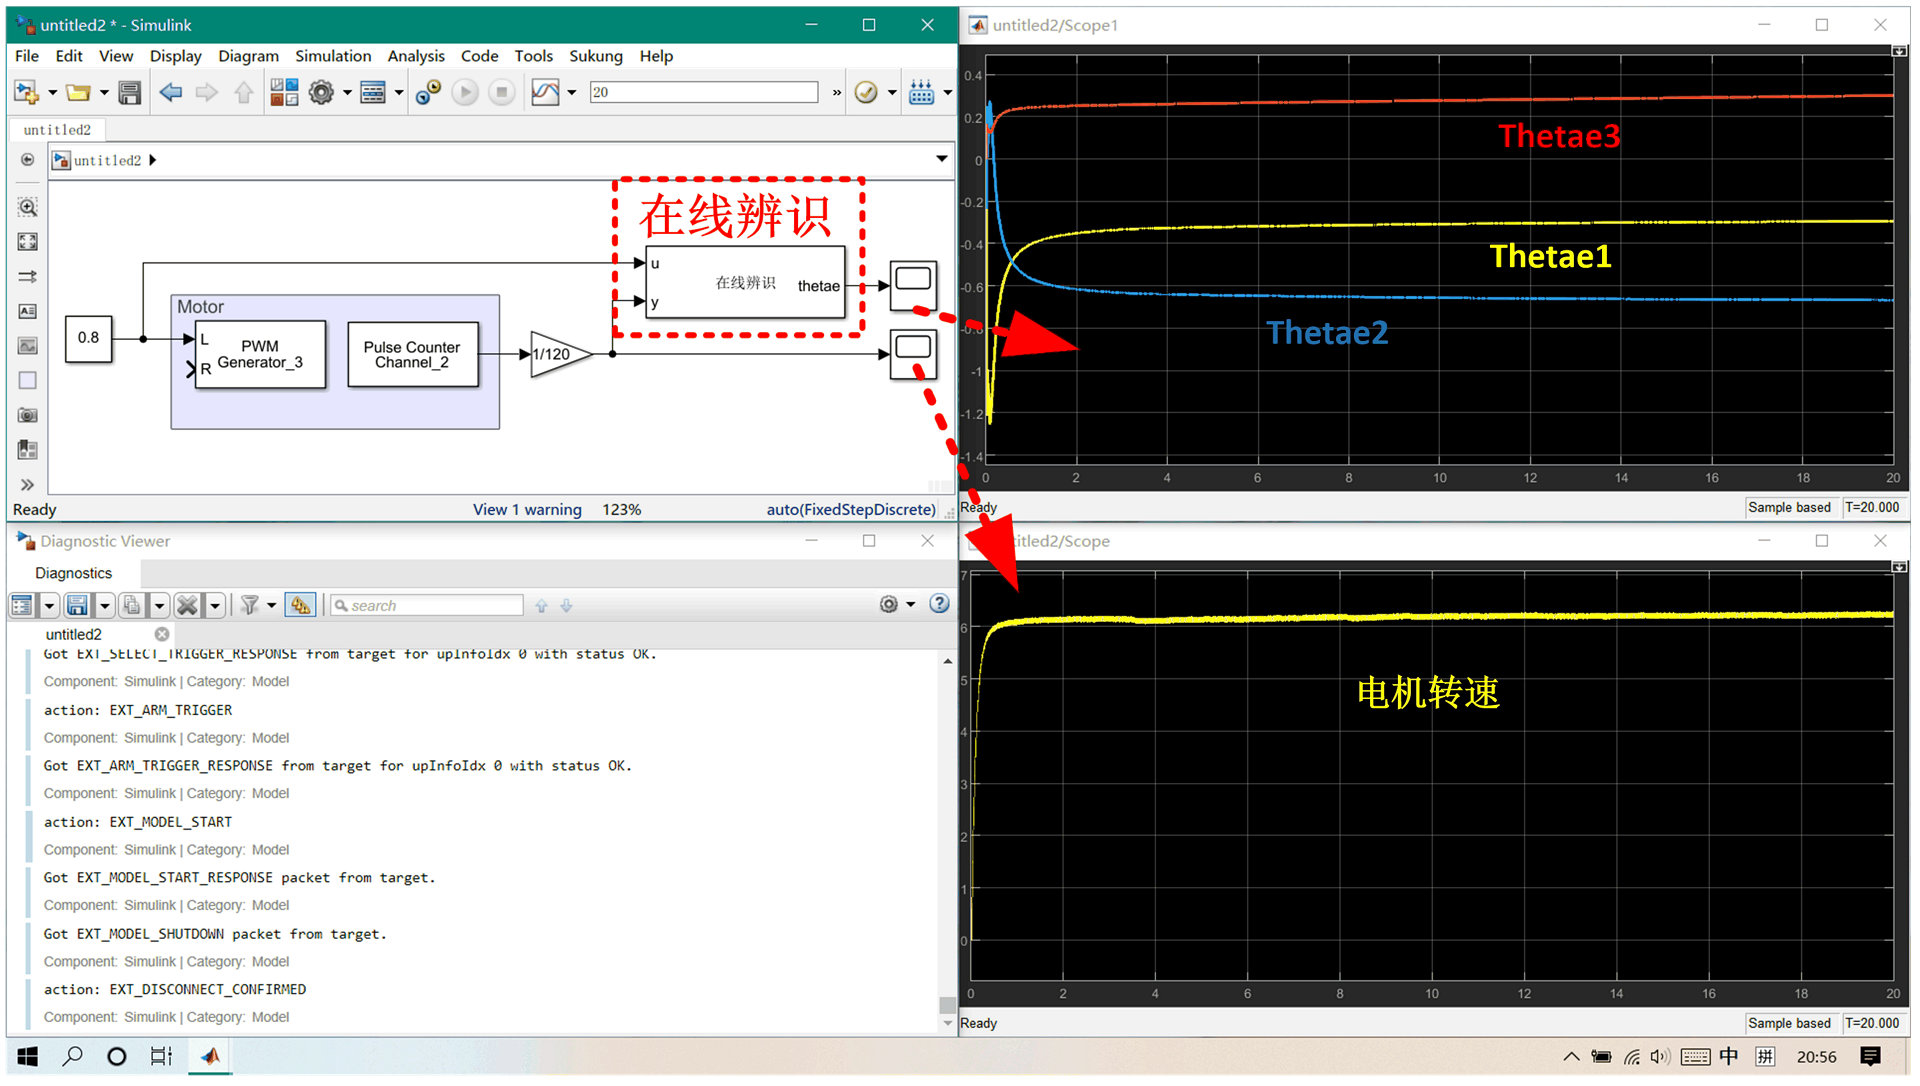 untitled2 * - Simulink
File Edit View Display Diagram Simulation Analysis Code Tools Sukung Help
20
»
untitled2
untitled2
在线辨识
u
y
在线辨识
thetae
Motor
0.8
L
R
PWM
Generator_3
Pulse Counter
Channel_2
1/120
»
Ready
View 1 warning
123%
auto(FixedStepDiscrete)
untitled2/Scope1
0.4
0.2
0
-0.2
-0.4
-0.6
-0.8
-1
-1.2
-1.4
0 2 4 6 8 10 12 14 16 18 20
Thetae3
Thetae1
Thetae2
Ready
Sample based
T=20.000
Diagnostic Viewer
Diagnostics
search
untitled2
Got EXT_SELECT_TRIGGER_RESPONSE from target for upInfoIdx 0 with status OK.
Component: Simulink | Category: Model
action: EXT_ARM_TRIGGER
Component: Simulink | Category: Model
Got EXT_ARM_TRIGGER_RESPONSE from target for upInfoIdx 0 with status OK.
Component: Simulink | Category: Model
action: EXT_MODEL_START
Component: Simulink | Category: Model
Got EXT_MODEL_START_RESPONSE packet from target.
Component: Simulink | Category: Model
Got EXT_MODEL_SHUTDOWN packet from target.
Component: Simulink | Category: Model
action: EXT_DISCONNECT_CONFIRMED
Component: Simulink | Category: Model
titled2/Scope
7
6
5
4
3
2
1
0
0 2 4 6 8 10 12 14 16 18 20
电机转速
Ready
Sample based
T=20.000
中
拼
20:56